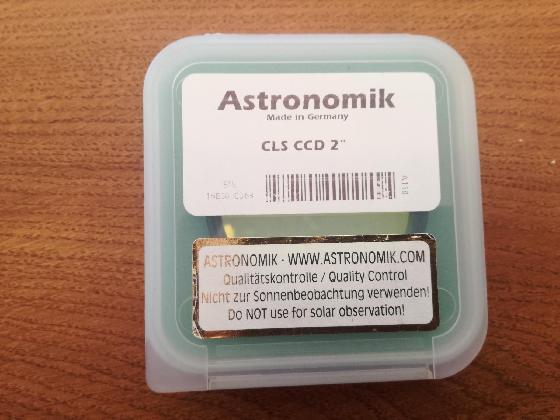 Astronomik
Made in Germany
CLS CCD 2"
ASTRONOMIK - WWW.ASTRONOMIK.COM
Qualitätskontrolle / Quality Control
Nicht zur Sonnenbeobachtung verwenden!
Do NOT use for solar observation!